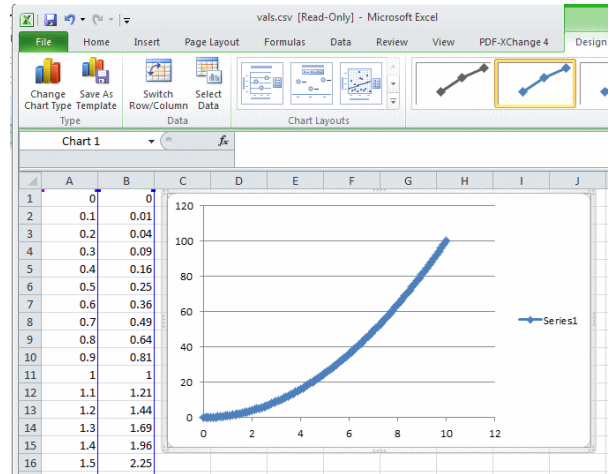 vals.csv [Read-Only] - Microsoft Excel
File Home Insert Page Layout Formulas Data Review View PDF-XChange 4 Design
Change Chart Type
Save As Template
Switch Row/Column
Select Data
Type Data Chart Layouts
Chart 1 fx
A B C D E F G H I J
1 0 0
2 0.1 0.01
3 0.2 0.04
4 0.3 0.09
5 0.4 0.16
6 0.5 0.25
7 0.6 0.36
8 0.7 0.49
9 0.8 0.64
10 0.9 0.81
11 1 1
12 1.1 1.21
13 1.2 1.44
14 1.3 1.69
15 1.4 1.96
16 1.5 2.25
120
100
80
60
40
20
0
0 2 4 6 8 10 12
Series1